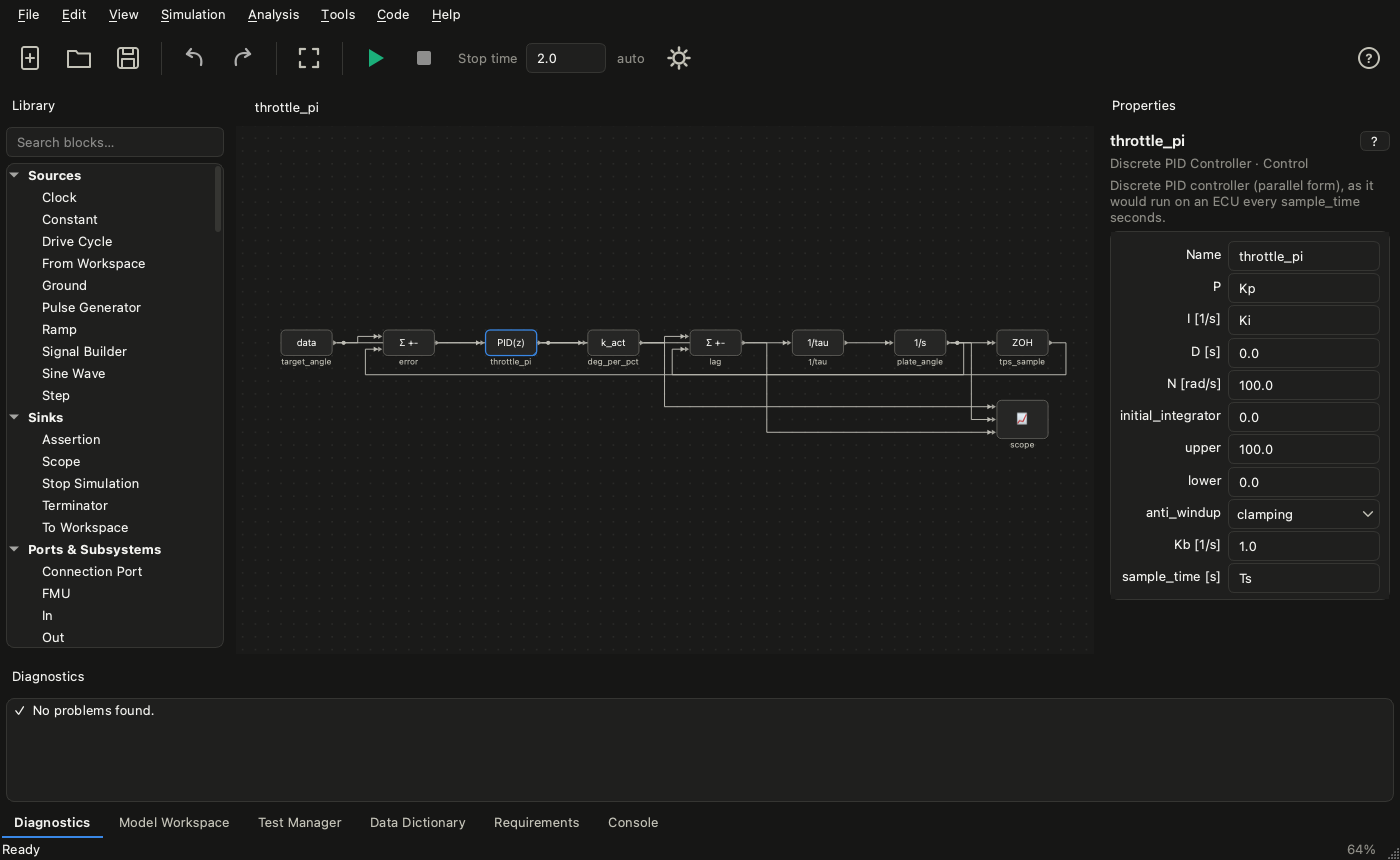 File Edit View Simulation Analysis Tools Code Help
Stop time 2.0 auto
?
Library
Search blocks...
Sources
Clock
Constant
Drive Cycle
From Workspace
Ground
Pulse Generator
Ramp
Signal Builder
Sine Wave
Step
Sinks
Assertion
Scope
Stop Simulation
Terminator
To Workspace
Ports & Subsystems
Connection Port
FMU
In
Out
throttle_pi
data
target_angle
Σ +-
error
PID(z)
throttle_pi
k_act
deg_per_pct
Σ +-
lag
1/tau
1/tau
1/s
plate_angle
ZOH
tps_sample
scope
Properties
throttle_pi
?
Discrete PID Controller · Control
Discrete PID controller (parallel form), as it
would run on an ECU every sample_time
seconds.
Name throttle_pi
P Kp
I [1/s] Ki
D [s] 0.0
N [rad/s] 100.0
initial_integrator 0.0
upper 100.0
lower 0.0
anti_windup clamping
Kb [1/s] 1.0
sample_time [s] Ts
Diagnostics
✓ No problems found.
Diagnostics Model Workspace Test Manager Data Dictionary Requirements Console
Ready
64%